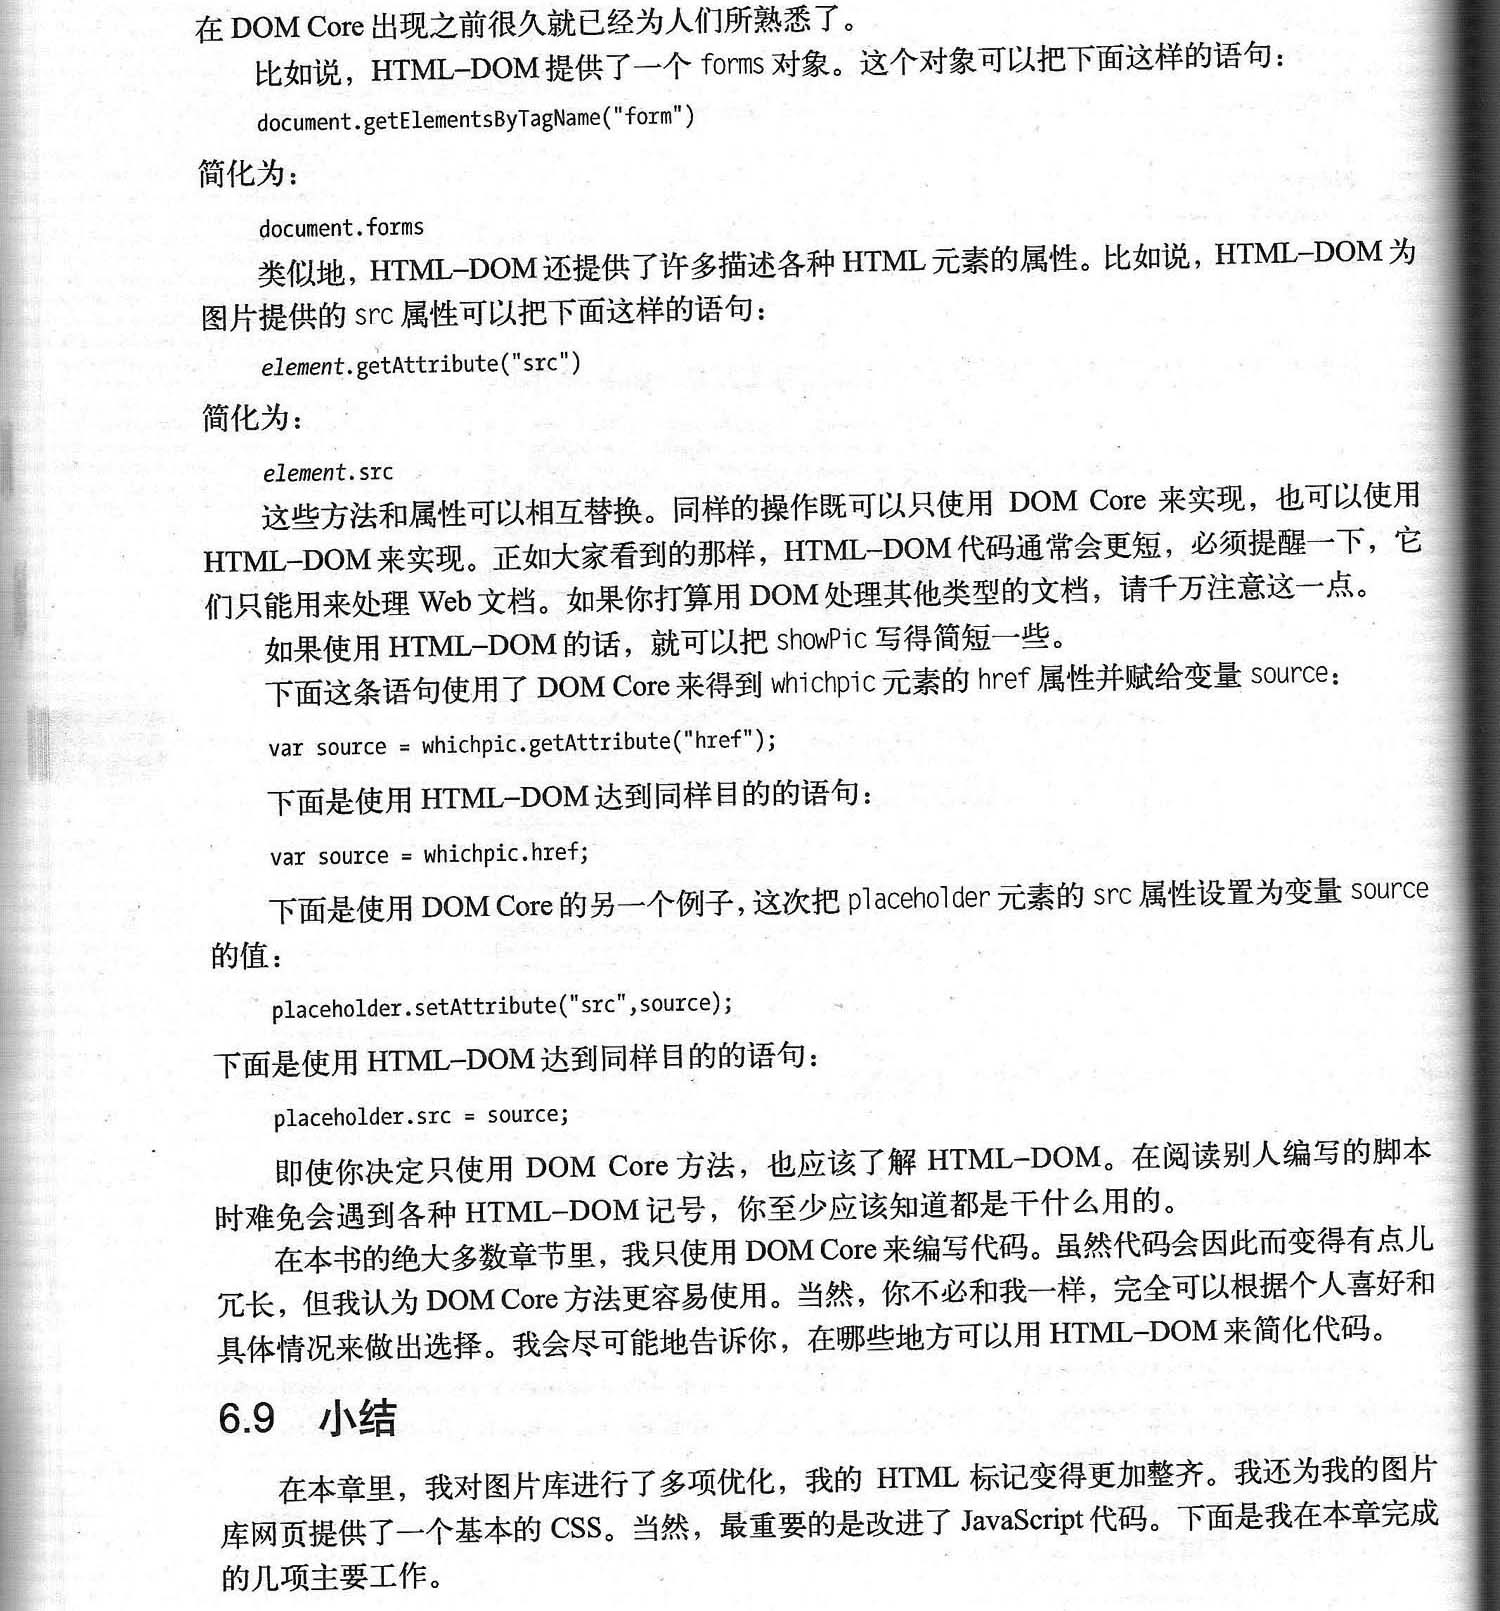 在 DOM Core 出现之前很久就已经为人们所熟悉了。
比如说，HTML–DOM 提供了一个 forms 对象。这个对象可以把下面这样的语句：
document.getElementsByTagName("form")
简化为：
document.forms
类似地，HTML–DOM 还提供了许多描述各种 HTML 元素的属性。比如说，HTML–DOM 为
图片提供的 src 属性可以把下面这样的语句：
element.getAttribute("src")
简化为：
element.src
这些方法和属性可以相互替换。同样的操作既可以只使用 DOM Core 来实现，也可以使用
HTML–DOM 来实现。正如大家看到的那样，HTML–DOM 代码通常会更短，必须提醒一下，它
们只能用来处理 Web 文档。如果你打算用 DOM 处理其他类型的文档，请千万注意这一点。
如果使用 HTML–DOM 的话，就可以把 showPic 写得简短一些。
下面这条语句使用了 DOM Core 来得到 whichpic 元素的 href 属性并赋给变量 source：
var source = whichpic.getAttribute("href");
下面是使用 HTML–DOM 达到同样目的的语句：
var source = whichpic.href;
下面是使用 DOM Core 的另一个例子，这次把 placeholder 元素的 src 属性设置为变量 source
的值：
placeholder.setAttribute("src",source);
下面是使用 HTML–DOM 达到同样目的的语句：
placeholder.src = source;
即使你决定只使用 DOM Core 方法，也应该了解 HTML–DOM。在阅读别人编写的脚本
时难免会遇到各种 HTML–DOM 记号，你至少应该知道都是干什么用的。
在本书的绝大多数章节里，我只使用 DOM Core 来编写代码。虽然代码会因此而变得有点儿
冗长，但我认为 DOM Core 方法更容易使用。当然，你不必和我一样，完全可以根据个人喜好和
具体情况来做出选择。我会尽可能地告诉你，在哪些地方可以用 HTML–DOM 来简化代码。
6.9 小结
在本章里，我对图片库进行了多项优化，我的 HTML 标记变得更加整齐。我还为我的图片
库网页提供了一个基本的 CSS。当然，最重要的是改进了 JavaScript 代码。下面是我在本章完成
的几项主要工作。